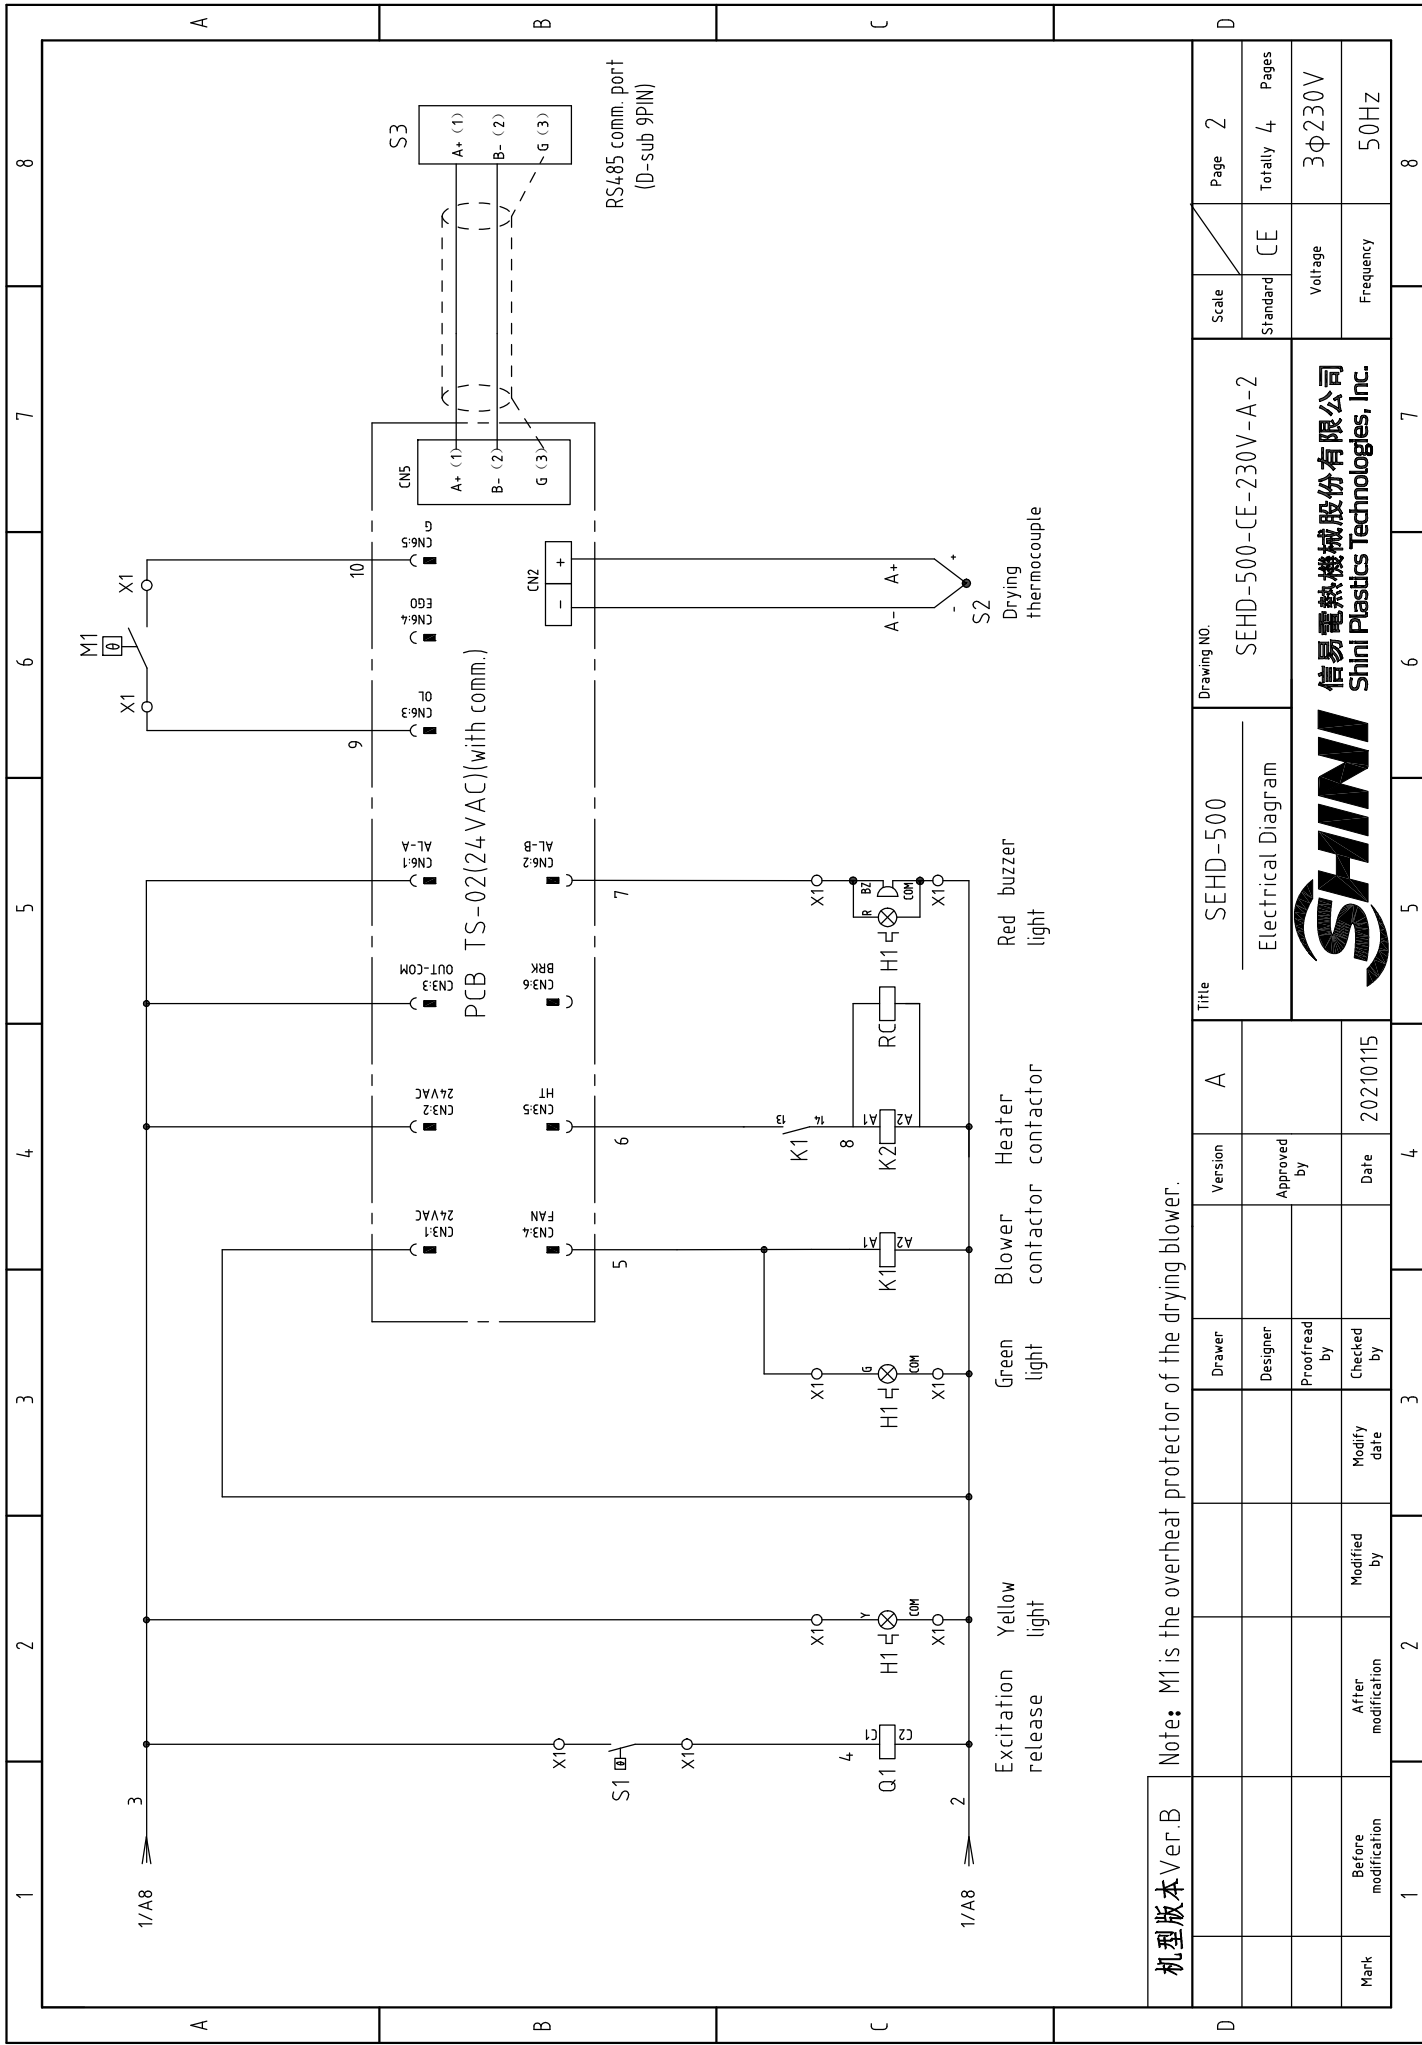 1 2 3 4 5 6 7 8
A
B
C
D
1/A8
3
1/A8
2
X1
S1 θ
X1
4
Q1
C1
C2
Excitation
release
X1
Y
H1
COM
X1
Yellow
light
X1
G
H1
COM
X1
Green
light
CN3:1
24VAC
CN3:4
FAN
5
K1
A1
A2
Blower
contactor
CN3:2
24VAC
CN3:5
HT
6
13
K1
14
8
K2
A1
A2
RC
Heater
contactor
CN3:3
OUT-COM
CN3:6
BRK
PCB TS-02(24VAC)(with comm.)
CN6:1
AL-A
CN6:2
AL-B
7
X1
R
BZ
H1
COM
X1
Red buzzer
light
M1
θ
X1
X1
9
10
CN6:3
OL
CN6:4
EGO
CN6:5
G
CN2
- +
A- A+
- +
S2
Drying
thermocouple
CN5
A+ (1)
B- (2)
G (3)
S3
A+ (1)
B- (2)
G (3)
RS485 comm. port
(D-sub 9PIN)
机型版本Ver.B
Note: M1 is the overheat protector of the drying blower.
Mark
Before
modification
After
modification
Modified
by
Modify
date
Drawer
Designer
Proofread
by
Checked
by
Version
A
Approved
by
Date
20210115
Title
SEHD-500
Electrical Diagram
Drawing NO.
SEHD-500-CE-230V-A-2
SHINI
信易電熱機械股份有限公司
Shini Plastics Technologies, Inc.
Scale
Page 2
Standard
CE
Totally 4 Pages
Voltage
3ϕ230V
Frequency
50Hz
A
B
C
D
1 2 3 4 5 6 7 8